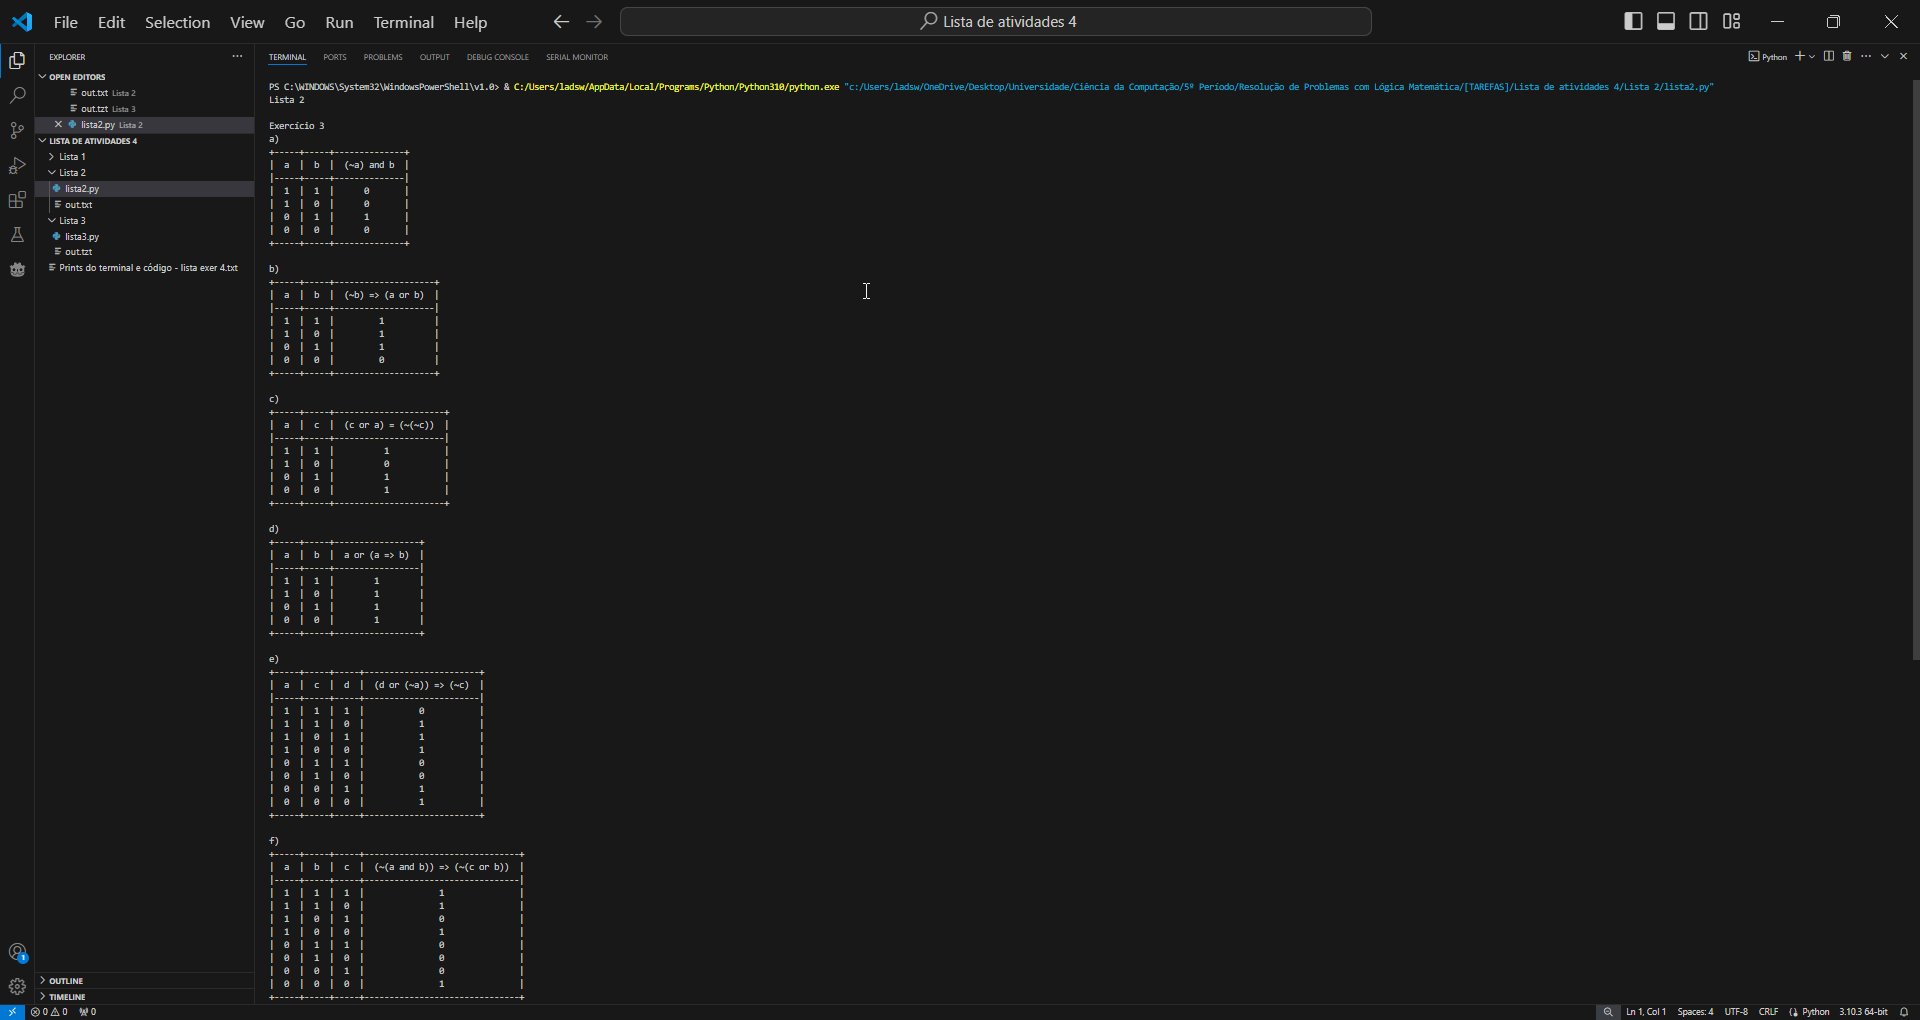 File Edit Selection View Go Run Terminal Help
Lista de atividades 4
EXPLORER
OPEN EDITORS
out.txt Lista 2
out.tzt Lista 3
lista2.py Lista 2
LISTA DE ATIVIDADES 4
Lista 1
Lista 2
lista2.py
out.txt
Lista 3
lista3.py
out.tzt
Prints do terminal e código - lista exer 4.txt
OUTLINE
TIMELINE
TERMINAL PORTS PROBLEMS OUTPUT DEBUG CONSOLE SERIAL MONITOR
Python
PS C:\WINDOWS\System32\WindowsPowerShell\v1.0> & C:/Users/ladsw/AppData/Local/Programs/Python/Python310/python.exe "c:/Users/ladsw/OneDrive/Desktop/Universidade/Ciência da Computação/5º Período/Resolução de Problemas com Lógica Matemática/[TAREFAS]/Lista de atividades 4/Lista 2/lista2.py"
Lista 2
Exercício 3
a)
+-----+-----+--------------+
| a | b | (~a) and b |
|-----+-----+--------------|
| 1 | 1 | 0 |
| 1 | 0 | 0 |
| 0 | 1 | 1 |
| 0 | 0 | 0 |
+-----+-----+--------------+
b)
+-----+-----+--------------------+
| a | b | (~b) => (a or b) |
|-----+-----+--------------------|
| 1 | 1 | 1 |
| 1 | 0 | 1 |
| 0 | 1 | 1 |
| 0 | 0 | 0 |
+-----+-----+--------------------+
c)
+-----+-----+----------------------+
| a | c | (c or a) = (~(~c)) |
|-----+-----+----------------------|
| 1 | 1 | 1 |
| 1 | 0 | 0 |
| 0 | 1 | 1 |
| 0 | 0 | 1 |
+-----+-----+----------------------+
d)
+-----+-----+-----------------+
| a | b | a or (a => b) |
|-----+-----+-----------------|
| 1 | 1 | 1 |
| 1 | 0 | 1 |
| 0 | 1 | 1 |
| 0 | 0 | 1 |
+-----+-----+-----------------+
e)
+-----+-----+-----+-----------------------+
| a | c | d | (d or (~a)) => (~c) |
|-----+-----+-----+-----------------------|
| 1 | 1 | 1 | 0 |
| 1 | 1 | 0 | 1 |
| 1 | 0 | 1 | 1 |
| 1 | 0 | 0 | 1 |
| 0 | 1 | 1 | 0 |
| 0 | 1 | 0 | 0 |
| 0 | 0 | 1 | 1 |
| 0 | 0 | 0 | 1 |
+-----+-----+-----+-----------------------+
f)
+-----+-----+-----+-------------------------------+
| a | b | c | (~(a and b)) => (~(c or b)) |
|-----+-----+-----+-------------------------------|
| 1 | 1 | 1 | 1 |
| 1 | 1 | 0 | 1 |
| 1 | 0 | 1 | 0 |
| 1 | 0 | 0 | 1 |
| 0 | 1 | 1 | 0 |
| 0 | 1 | 0 | 0 |
| 0 | 0 | 1 | 0 |
| 0 | 0 | 0 | 1 |
+-----+-----+-----+-------------------------------+
1
0 0 0
Ln 1, Col 1 Spaces: 4 UTF-8 CRLF Python 3.10.3 64-bit